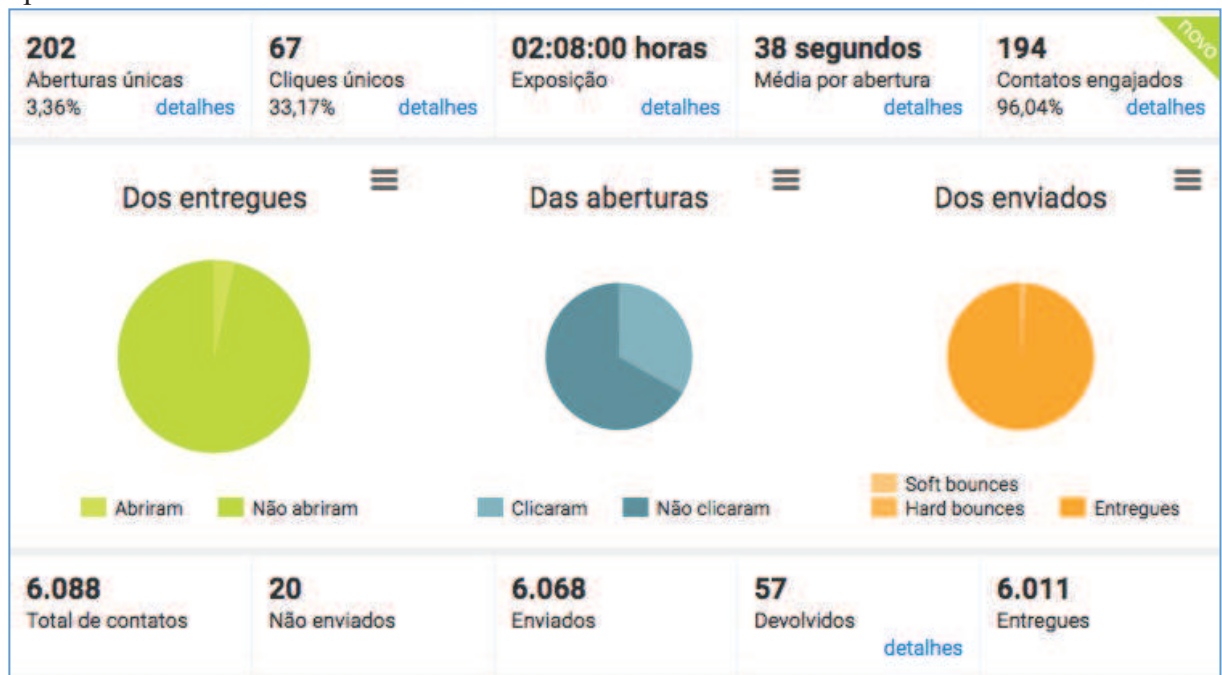 202
Aberturas únicas
3,36% detalhes
67
Cliques únicos
33,17% detalhes
02:08:00 horas
Exposição
detalhes
38 segundos
Média por abertura
detalhes
194
Contatos engajados
96,04% detalhes
novo
Dos entregues
Abriram Não abriram
Das aberturas
Clicaram Não clicaram
Dos enviados
Soft bounces
Hard bounces Entregues
6.088
Total de contatos
20
Não enviados
6.068
Enviados
57
Devolvidos
detalhes
6.011
Entregues